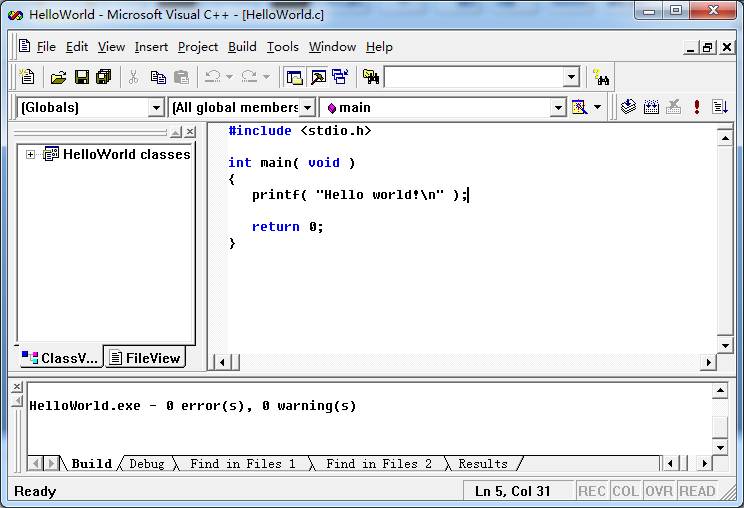 HelloWorld - Microsoft Visual C++ - [HelloWorld.c]
File Edit View Insert Project Build Tools Window Help
(Globals) (All global members main
HelloWorld classes
#include <stdio.h>
int main( void )
{
printf( "Hello world!\n" );
return 0;
}
ClassV... FileView
HelloWorld.exe - 0 error(s), 0 warning(s)
Build Debug Find in Files 1 Find in Files 2 Results
Ready Ln 5, Col 31 REC COL OVR READ